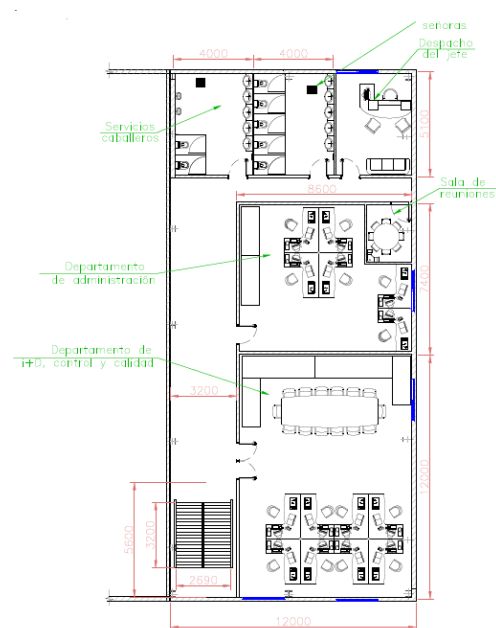 señoras
4000
4000
Despacho
del jefe
5100
Servicios
caballeros
Sala de
reuniones
8600
Departamento
de administración
7400
Departamento de
i+D, control y calidad
3200
12000
5600
3200
2690
12000